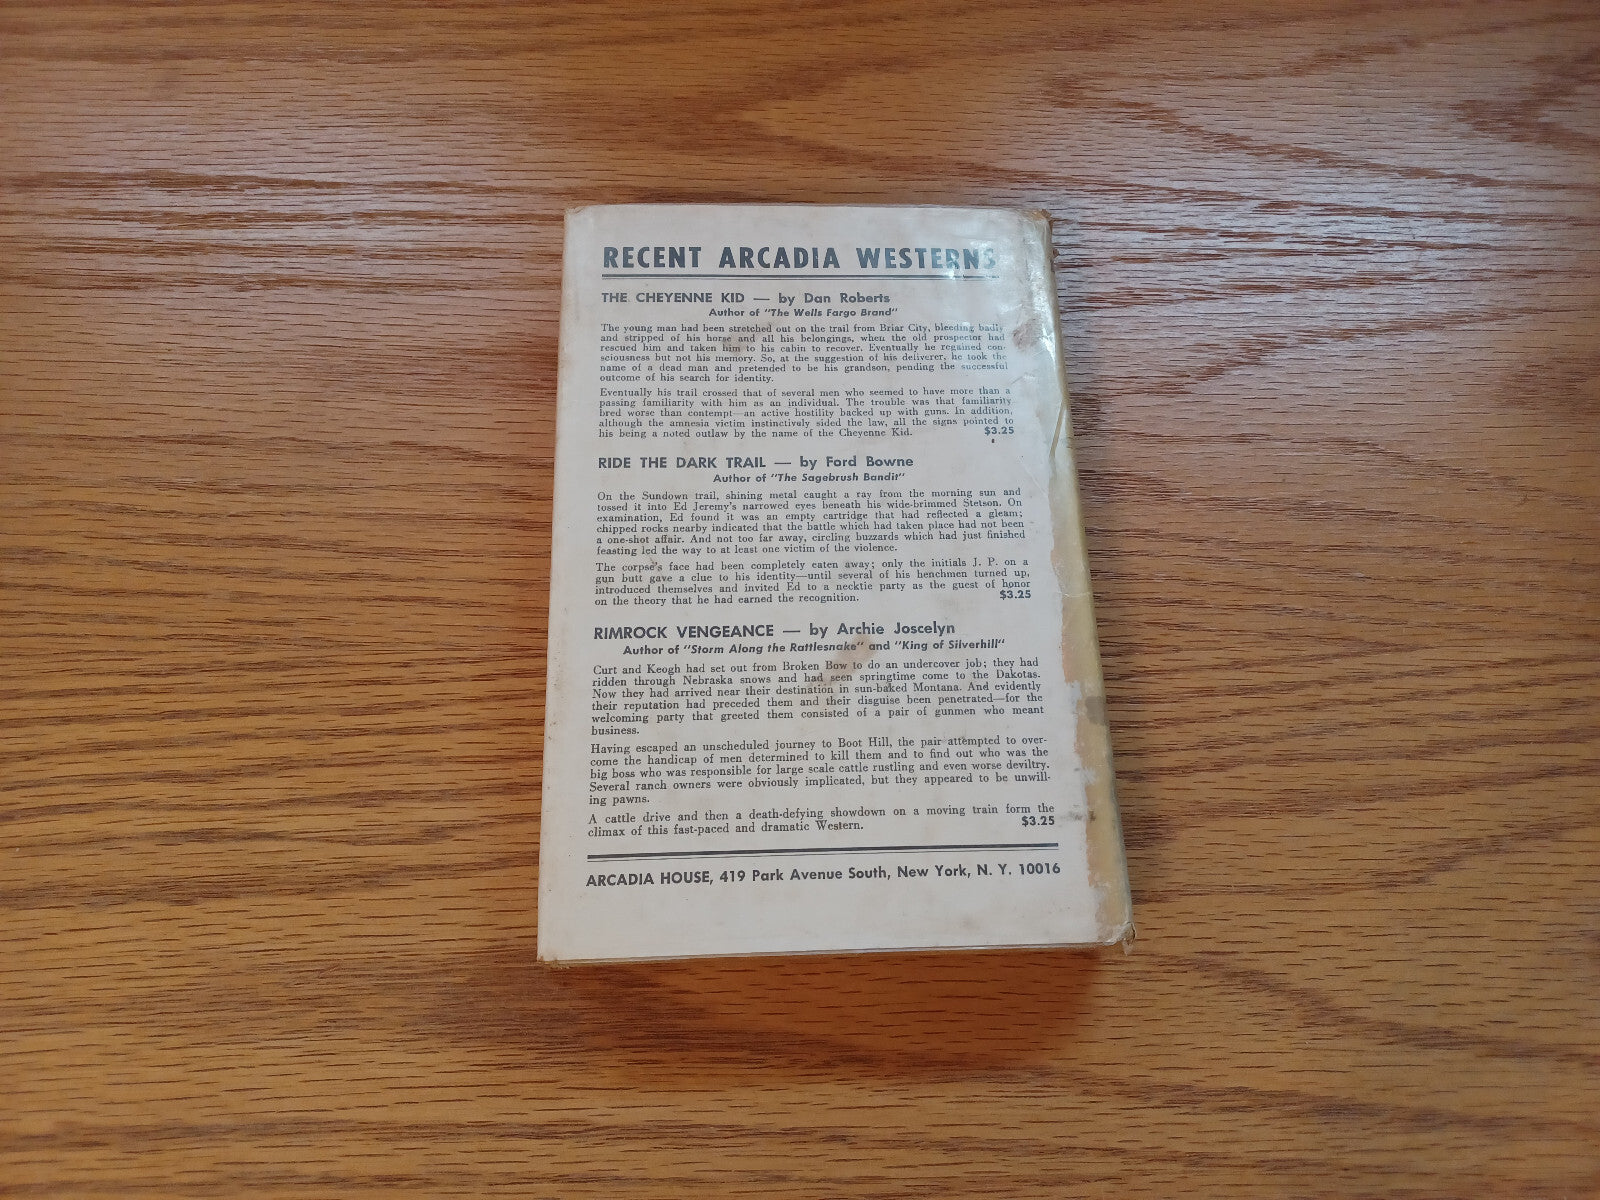 RECENT ARCADIA WESTERNS
THE CHEYENNE KID — by Dan Roberts
Author of "The Wells Fargo Brand"
The young man had been stretched out on the trail from Briar City, bleeding badly
and stripped of his horse and all his belongings, when the old prospector had
rescued him and taken him to his cabin to recover. Eventually he regained con-
sciousness but not his memory. So, at the suggestion of his deliverer, he took the
name of a dead man and pretended to be his grandson, pending the successful
outcome of his search for identity.
Eventually his trail crossed that of several men who seemed to have more than a
passing familiarity with him as an individual. The trouble was that familiarity
bred worse than contempt—an active hostility backed up with guns. In addition,
although the amnesia victim instinctively sided the law, all the signs pointed to
his being a noted outlaw by the name of the Cheyenne Kid. $3.25
RIDE THE DARK TRAIL — by Ford Bowne
Author of "The Sagebrush Bandit"
On the Sundown trail, shining metal caught a ray from the morning sun and
tossed it into Ed Jeremy's narrowed eyes beneath his wide-brimmed Stetson. On
examination, Ed found it was an empty cartridge that had reflected a gleam;
chipped rocks nearby indicated that the battle which had taken place had not been
a one-shot affair. And not too far away, circling buzzards which had just finished
feasting led the way to at least one victim of the violence.
The corpse's face had been completely eaten away; only the initials J. P. on a
gun butt gave a clue to his identity—until several of his henchmen turned up,
introduced themselves and invited Ed to a necktie party as the guest of honor
on the theory that he had earned the recognition. $3.25
RIMROCK VENGEANCE — by Archie Joscelyn
Author of "Storm Along the Rattlesnake" and "King of Silverhill"
Curt and Keogh had set out from Broken Bow to do an undercover job; they had
ridden through Nebraska snows and had seen springtime come to the Dakotas.
Now they had arrived near their destination in sun-baked Montana. And evidently
their reputation had preceded them and their disguise been penetrated—for the
welcoming party that greeted them consisted of a pair of gunmen who meant
business.
Having escaped an unscheduled journey to Boot Hill, the pair attempted to over-
come the handicap of men determined to kill them and to find out who was the
big boss who was responsible for large scale cattle rustling and even worse deviltry.
Several ranch owners were obviously implicated, but they appeared to be unwill-
ing pawns.
A cattle drive and then a death-defying showdown on a moving train form the
climax of this fast-paced and dramatic Western. $3.25
ARCADIA HOUSE, 419 Park Avenue South, New York, N. Y. 10016